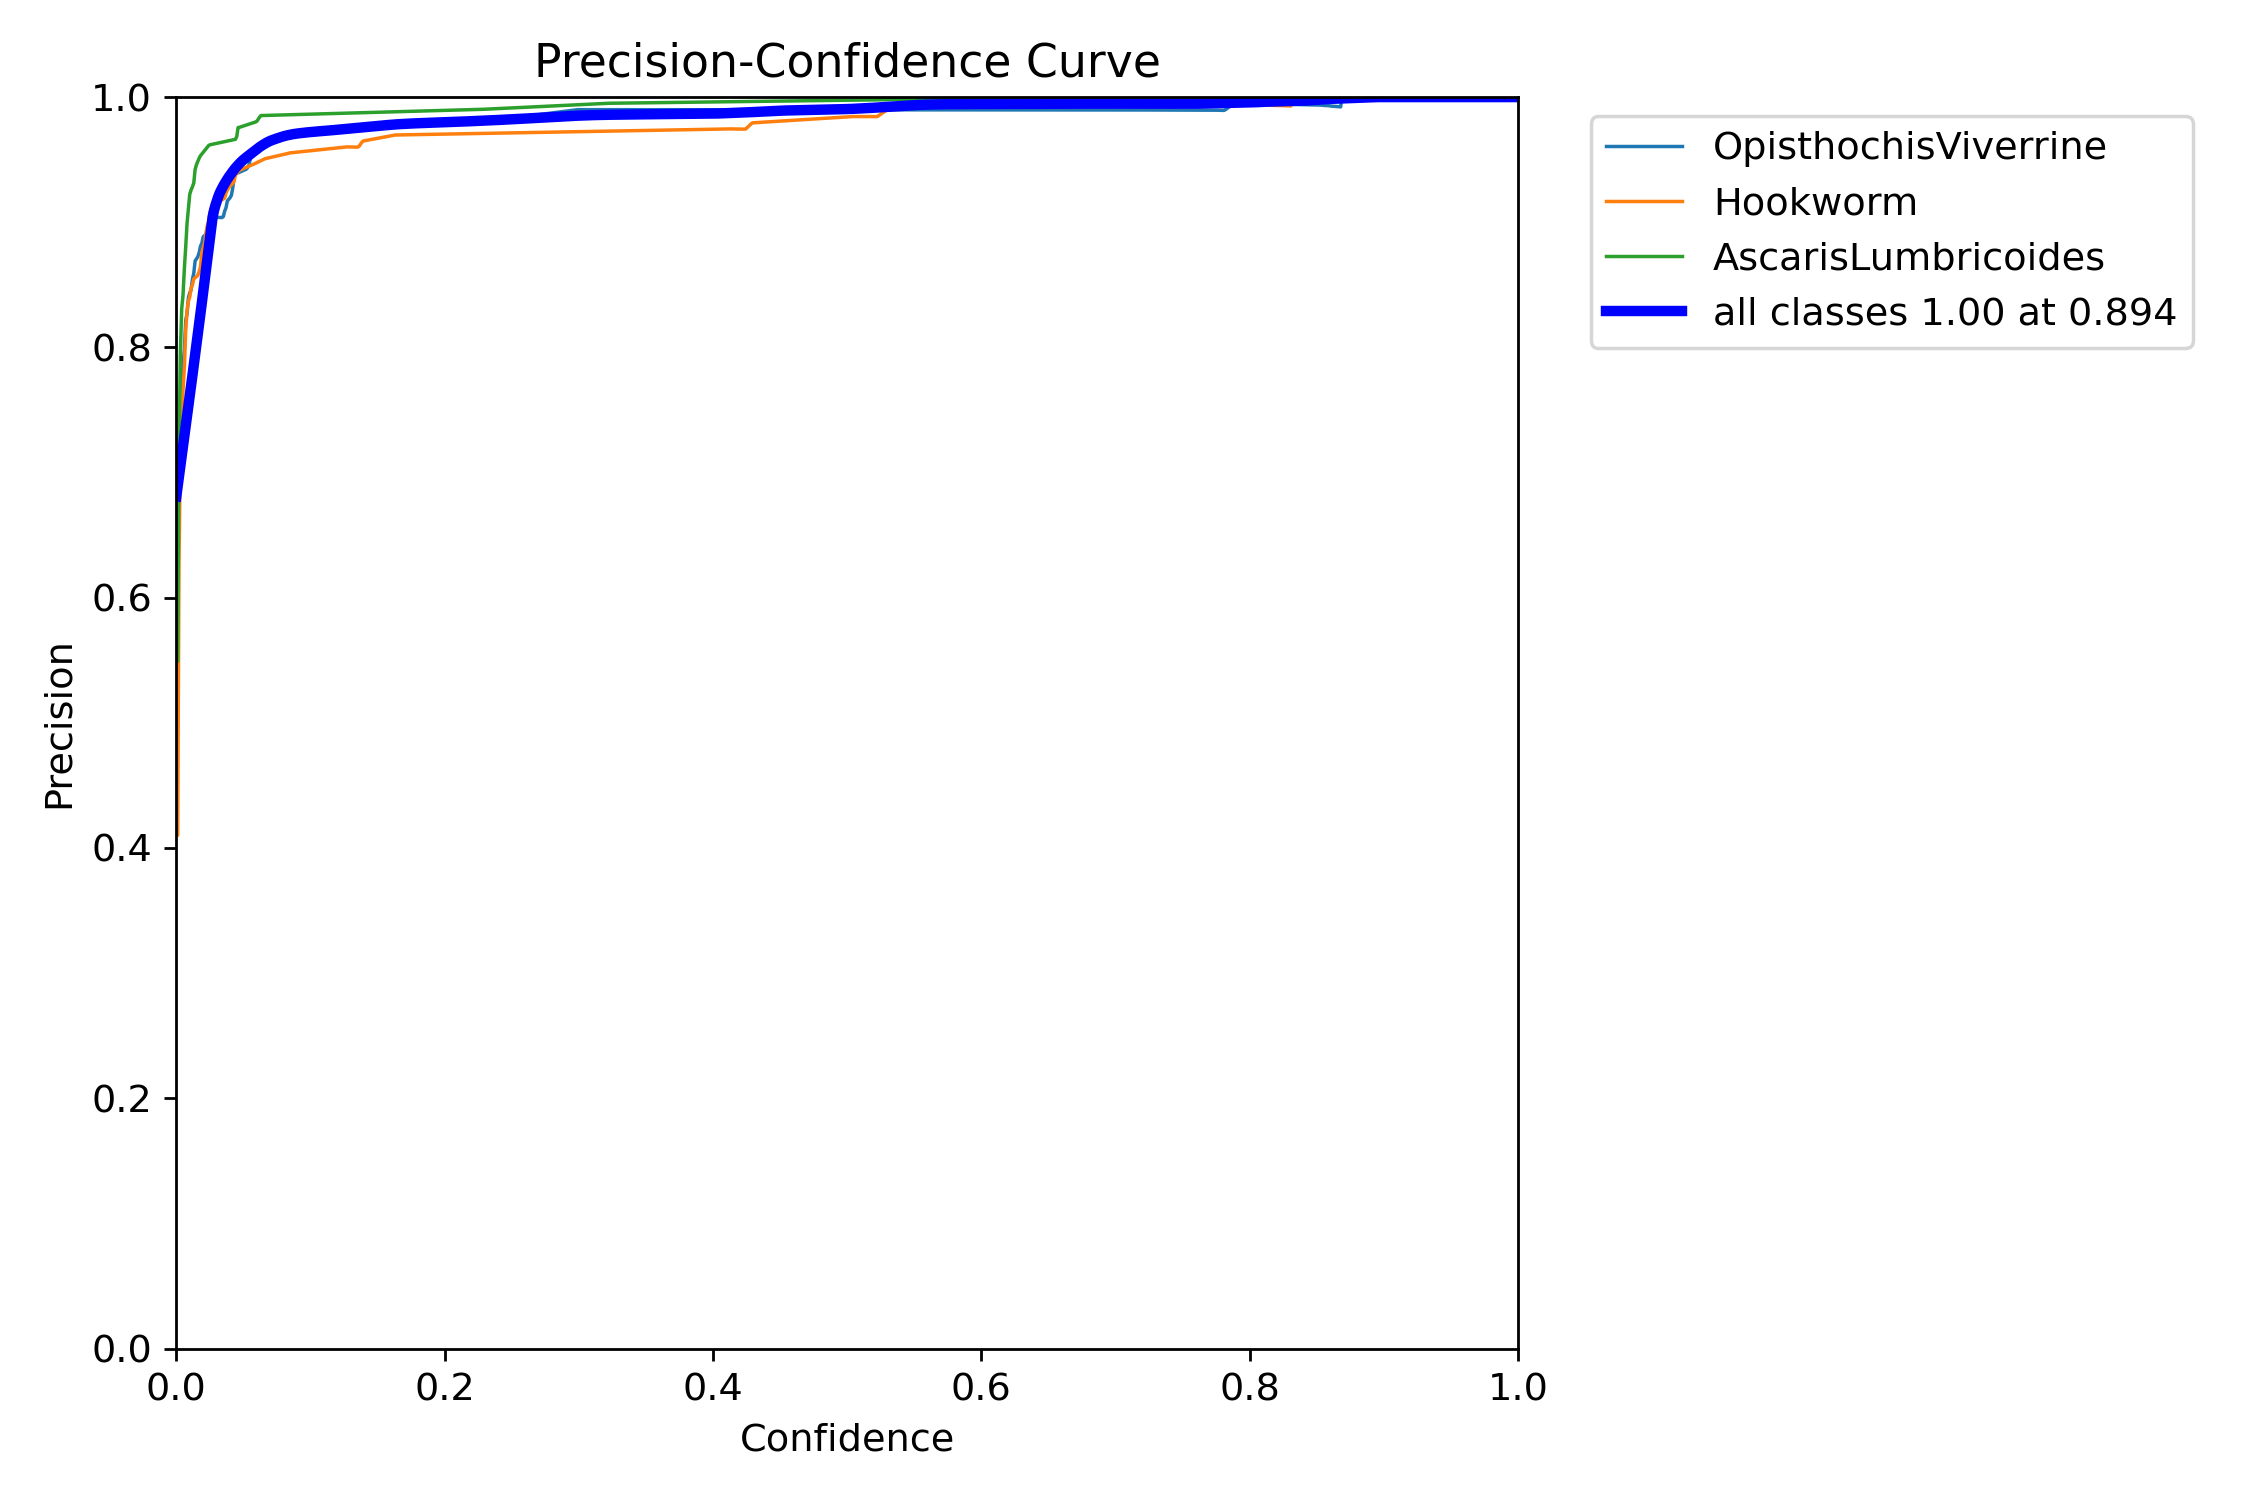 Precision-Confidence Curve
1.0
0.8
0.6
0.4
0.2
0.0
Precision
0.0 0.2 0.4 0.6 0.8 1.0
Confidence
OpisthochisViverrine
Hookworm
AscarisLumbricoides
all classes 1.00 at 0.894